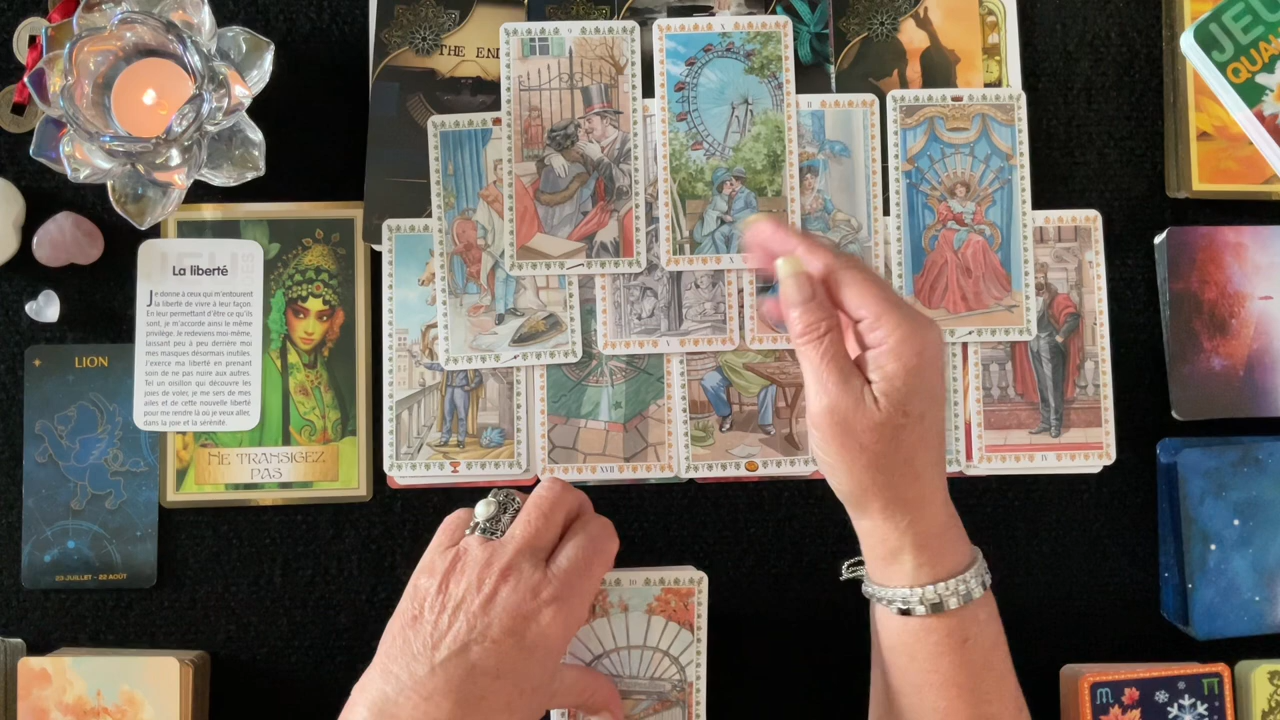 THE END
JEU
QUA
9
X
II
V
XVII
IV
10
La liberté
Je donne à ceux qui m'entourent
la liberté de vivre à leur façon.
En leur permettant d'être ce qu'ils
sont, je m'accorde ainsi le même
privilège. Je redeviens moi-même,
laissant peu à peu derrière moi
mes masques désormais inutiles.
J'exerce ma liberté en prenant
soin de ne pas nuire aux autres.
Tel un oisillon qui découvre les
joies de voler, je me sers de mes
ailes et de cette nouvelle liberté
pour me rendre là où je veux aller,
dans la joie et la sérénité.
LION
23 JUILLET - 22 AOÛT
NE TRANSIGEZ
PAS